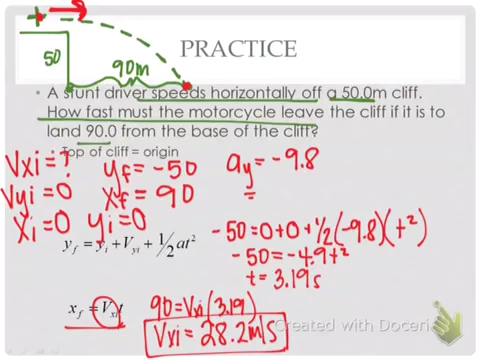 50
90m
PRACTICE
• A stunt driver speeds horizontally off a 50.0m cliff.
How fast must the motorcycle leave the cliff if it is to
land 90.0 from the base of the cliff?
• Top of cliff = origin
Vxi = ?
yf = -50
ay = -9.8
Vyi = 0
xf = 90
Xi = 0
yi = 0
-50 = 0 + 0 + 1/2 (-9.8)(t²)
yf = yi + Vyi + 1/2 at²
-50 = -4.9t²
t = 3.19s
xf = Vxi t
90 = Vxi (3.19)
Vxi = 28.2 m/s
Created with Doceri